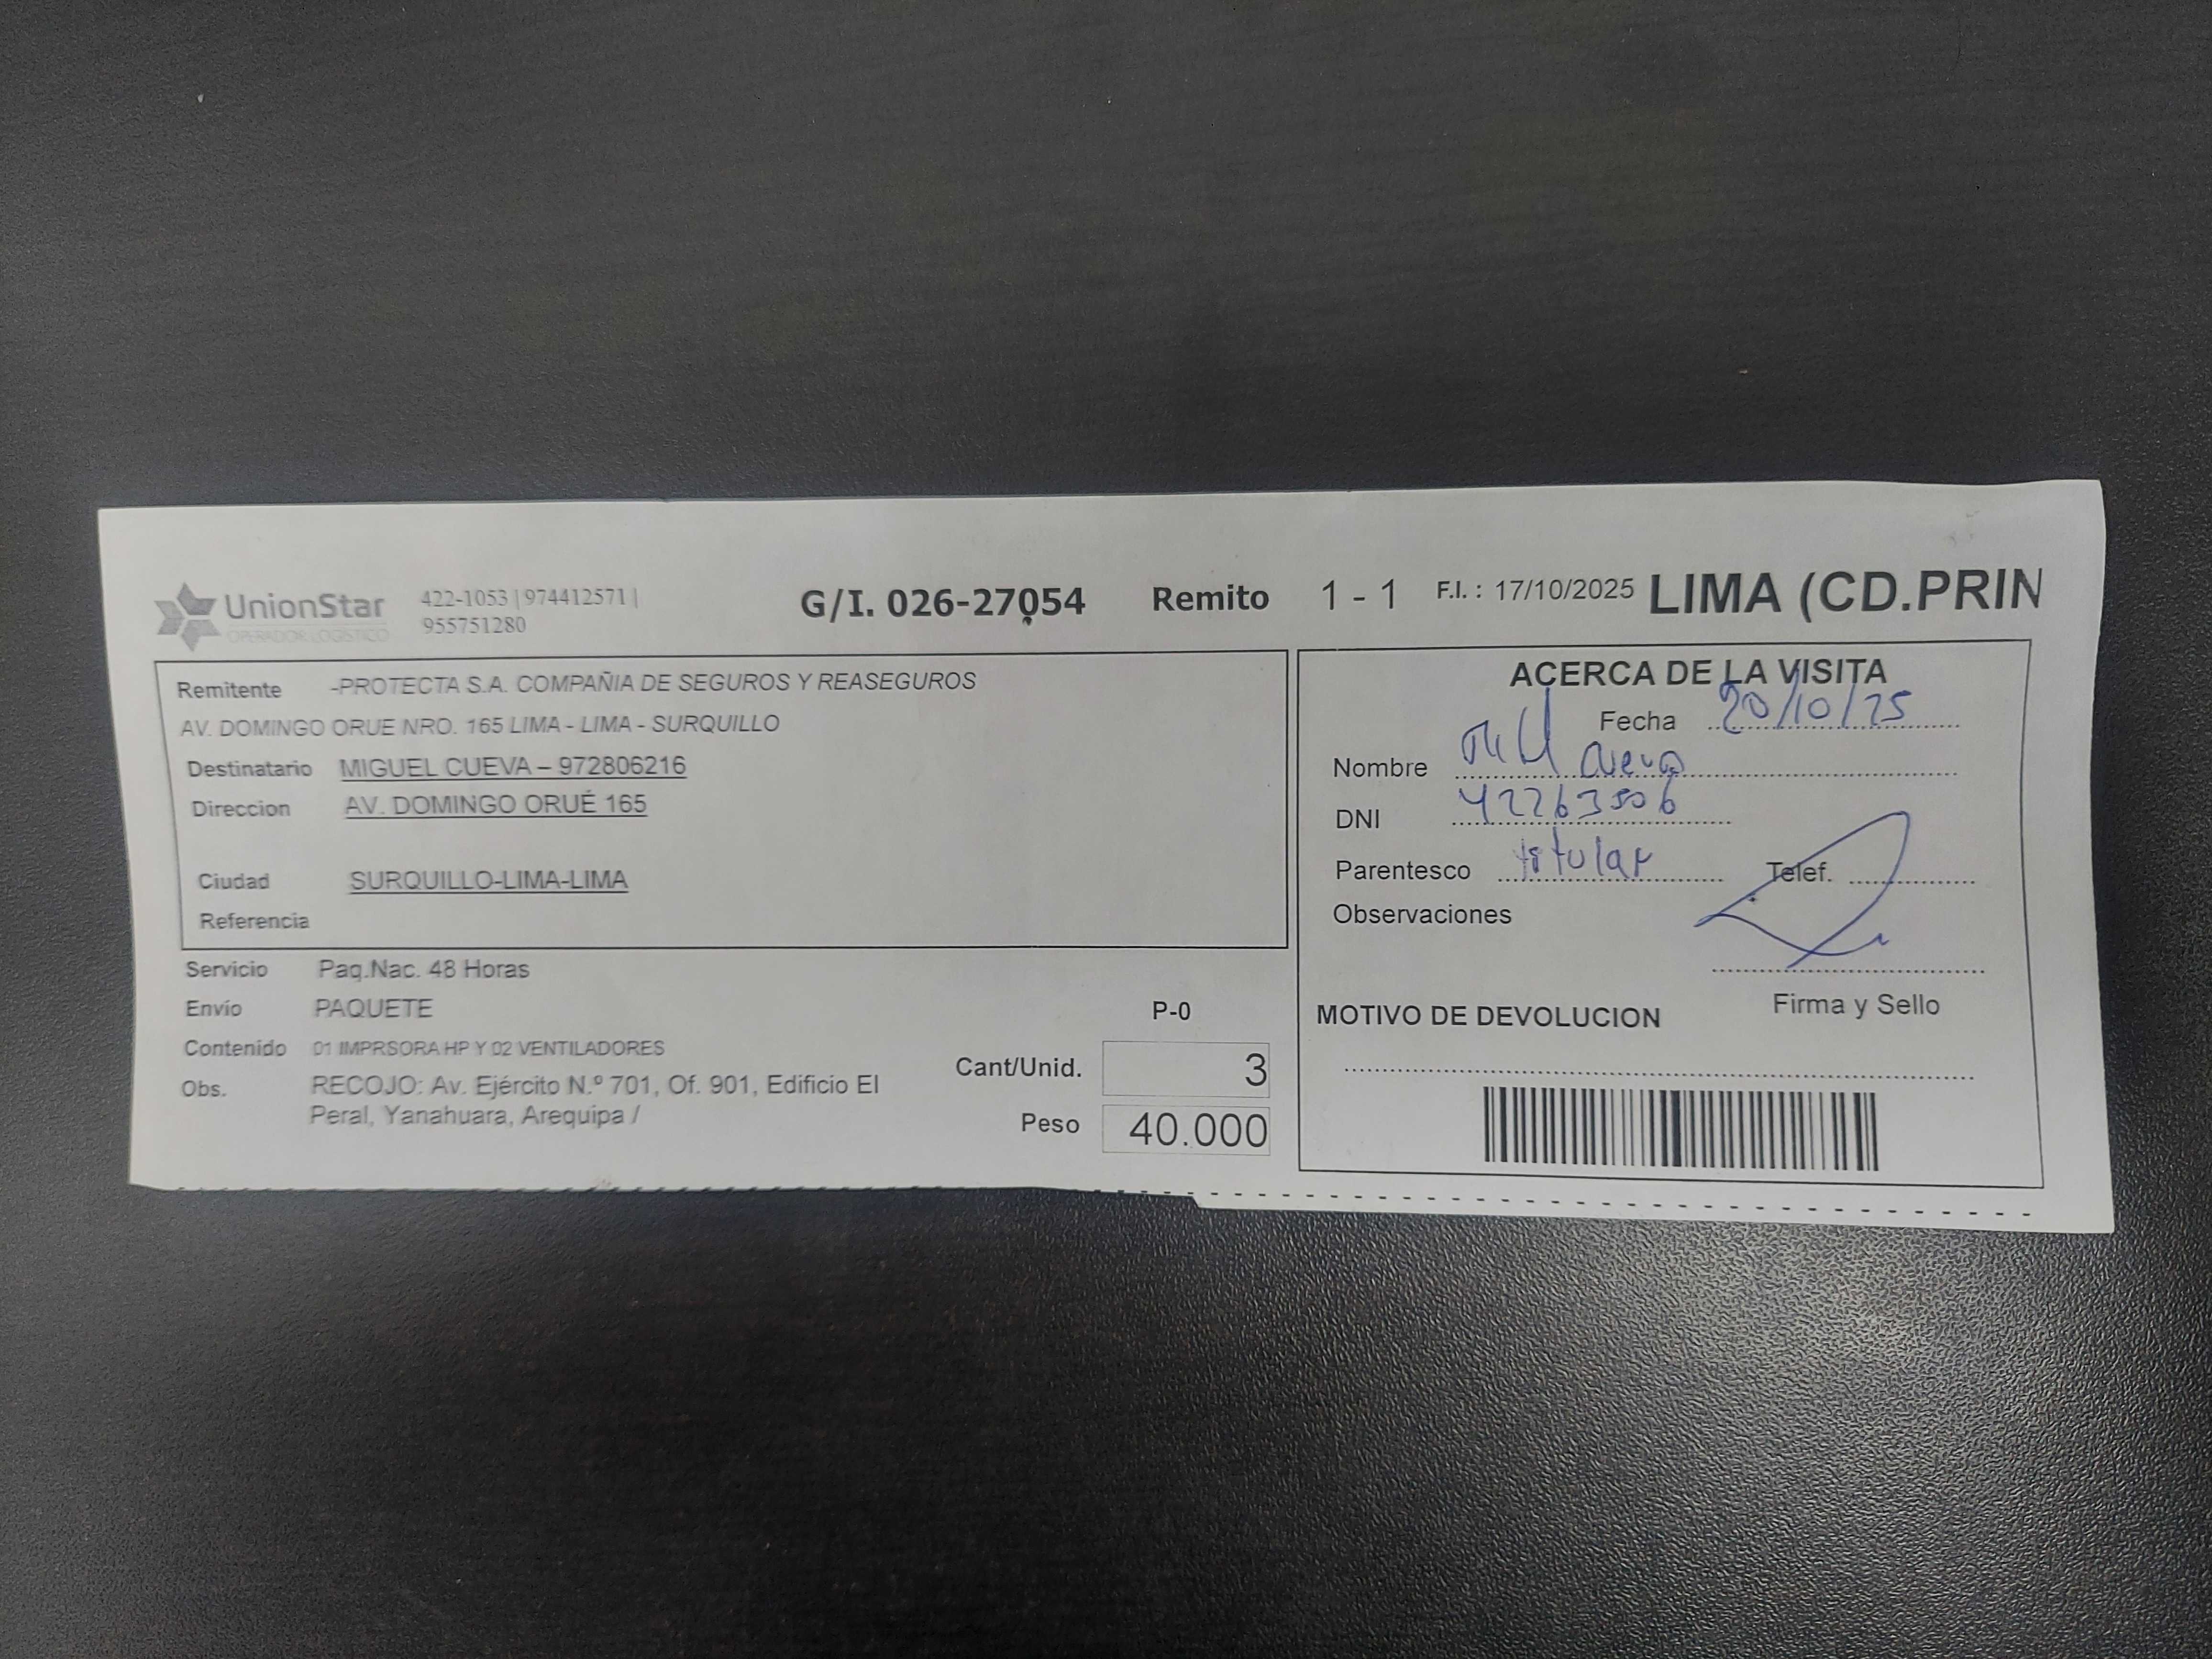 UnionStar
OPERADOR LOGISTICO
422-1053 | 974412571 |
955751280
G/I. 026-27054 Remito 1 - 1 F.I. : 17/10/2025 LIMA (CD.PRIN
Remitente -PROTECTA S.A. COMPAÑIA DE SEGUROS Y REASEGUROS
AV. DOMINGO ORUE NRO. 165 LIMA - LIMA - SURQUILLO
Destinatario MIGUEL CUEVA – 972806216
Direccion AV. DOMINGO ORUÉ 165
Ciudad SURQUILLO-LIMA-LIMA
Referencia
Servicio Paq.Nac. 48 Horas
Envío PAQUETE
P-0
Contenido 01 IMPRSORA HP Y 02 VENTILADORES
Cant/Unid. 3
Obs. RECOJO: Av. Ejército N.º 701, Of. 901, Edificio El
Peral, Yanahuara, Arequipa /
Peso 40.000
ACERCA DE LA VISITA
Fecha 20/10/25
Nombre Cueva
DNI 42263506
Parentesco titular Telef.
Observaciones
Firma y Sello
MOTIVO DE DEVOLUCION